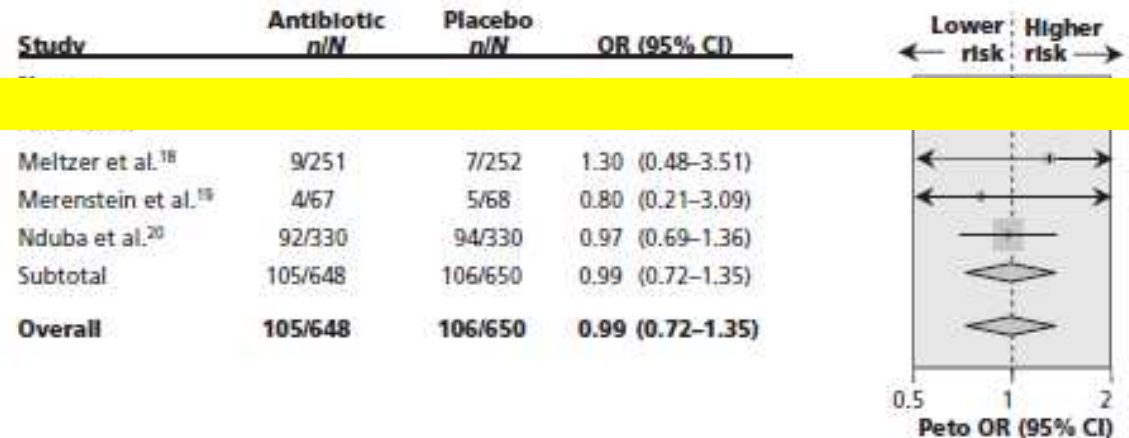 Study Antibiotic n/N Placebo n/N OR (95% CI)
Lower risk Higher risk
Meltzer et al.18 9/251 7/252 1.30 (0.48–3.51)
Merenstein et al.19 4/67 5/68 0.80 (0.21–3.09)
Nduba et al.20 92/330 94/330 0.97 (0.69–1.36)
Subtotal 105/648 106/650 0.99 (0.72–1.35)
Overall 105/648 106/650 0.99 (0.72–1.35)
0.5 1 2
Peto OR (95% CI)